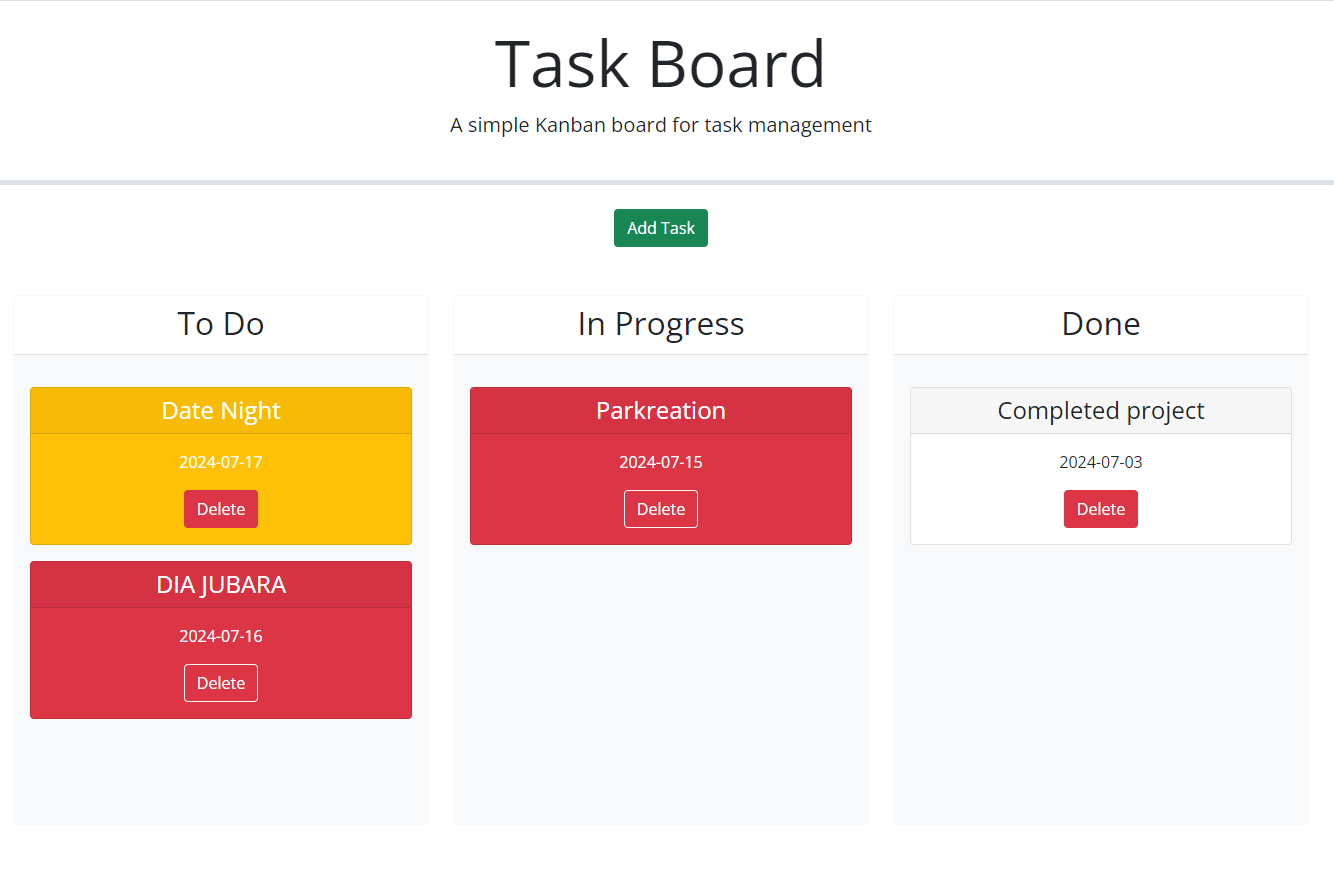 Task Board
A simple Kanban board for task management
Add Task
To Do
Date Night
2024-07-17
Delete
DIA JUBARA
2024-07-16
Delete
In Progress
Parkreation
2024-07-15
Delete
Done
Completed project
2024-07-03
Delete